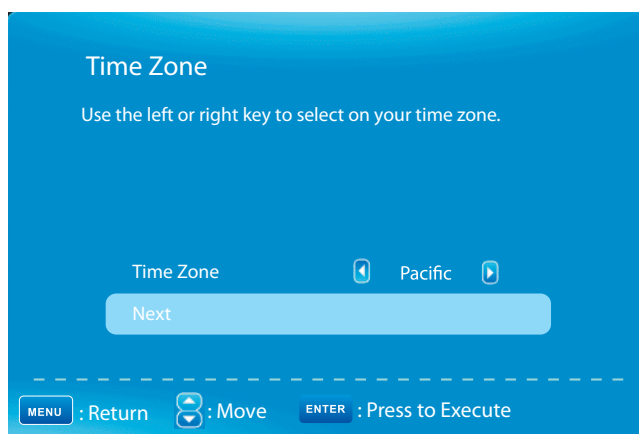 Time Zone
Use the left or right key to select on your time zone.
Time Zone Pacific
Next
MENU : Return : Move ENTER : Press to Execute